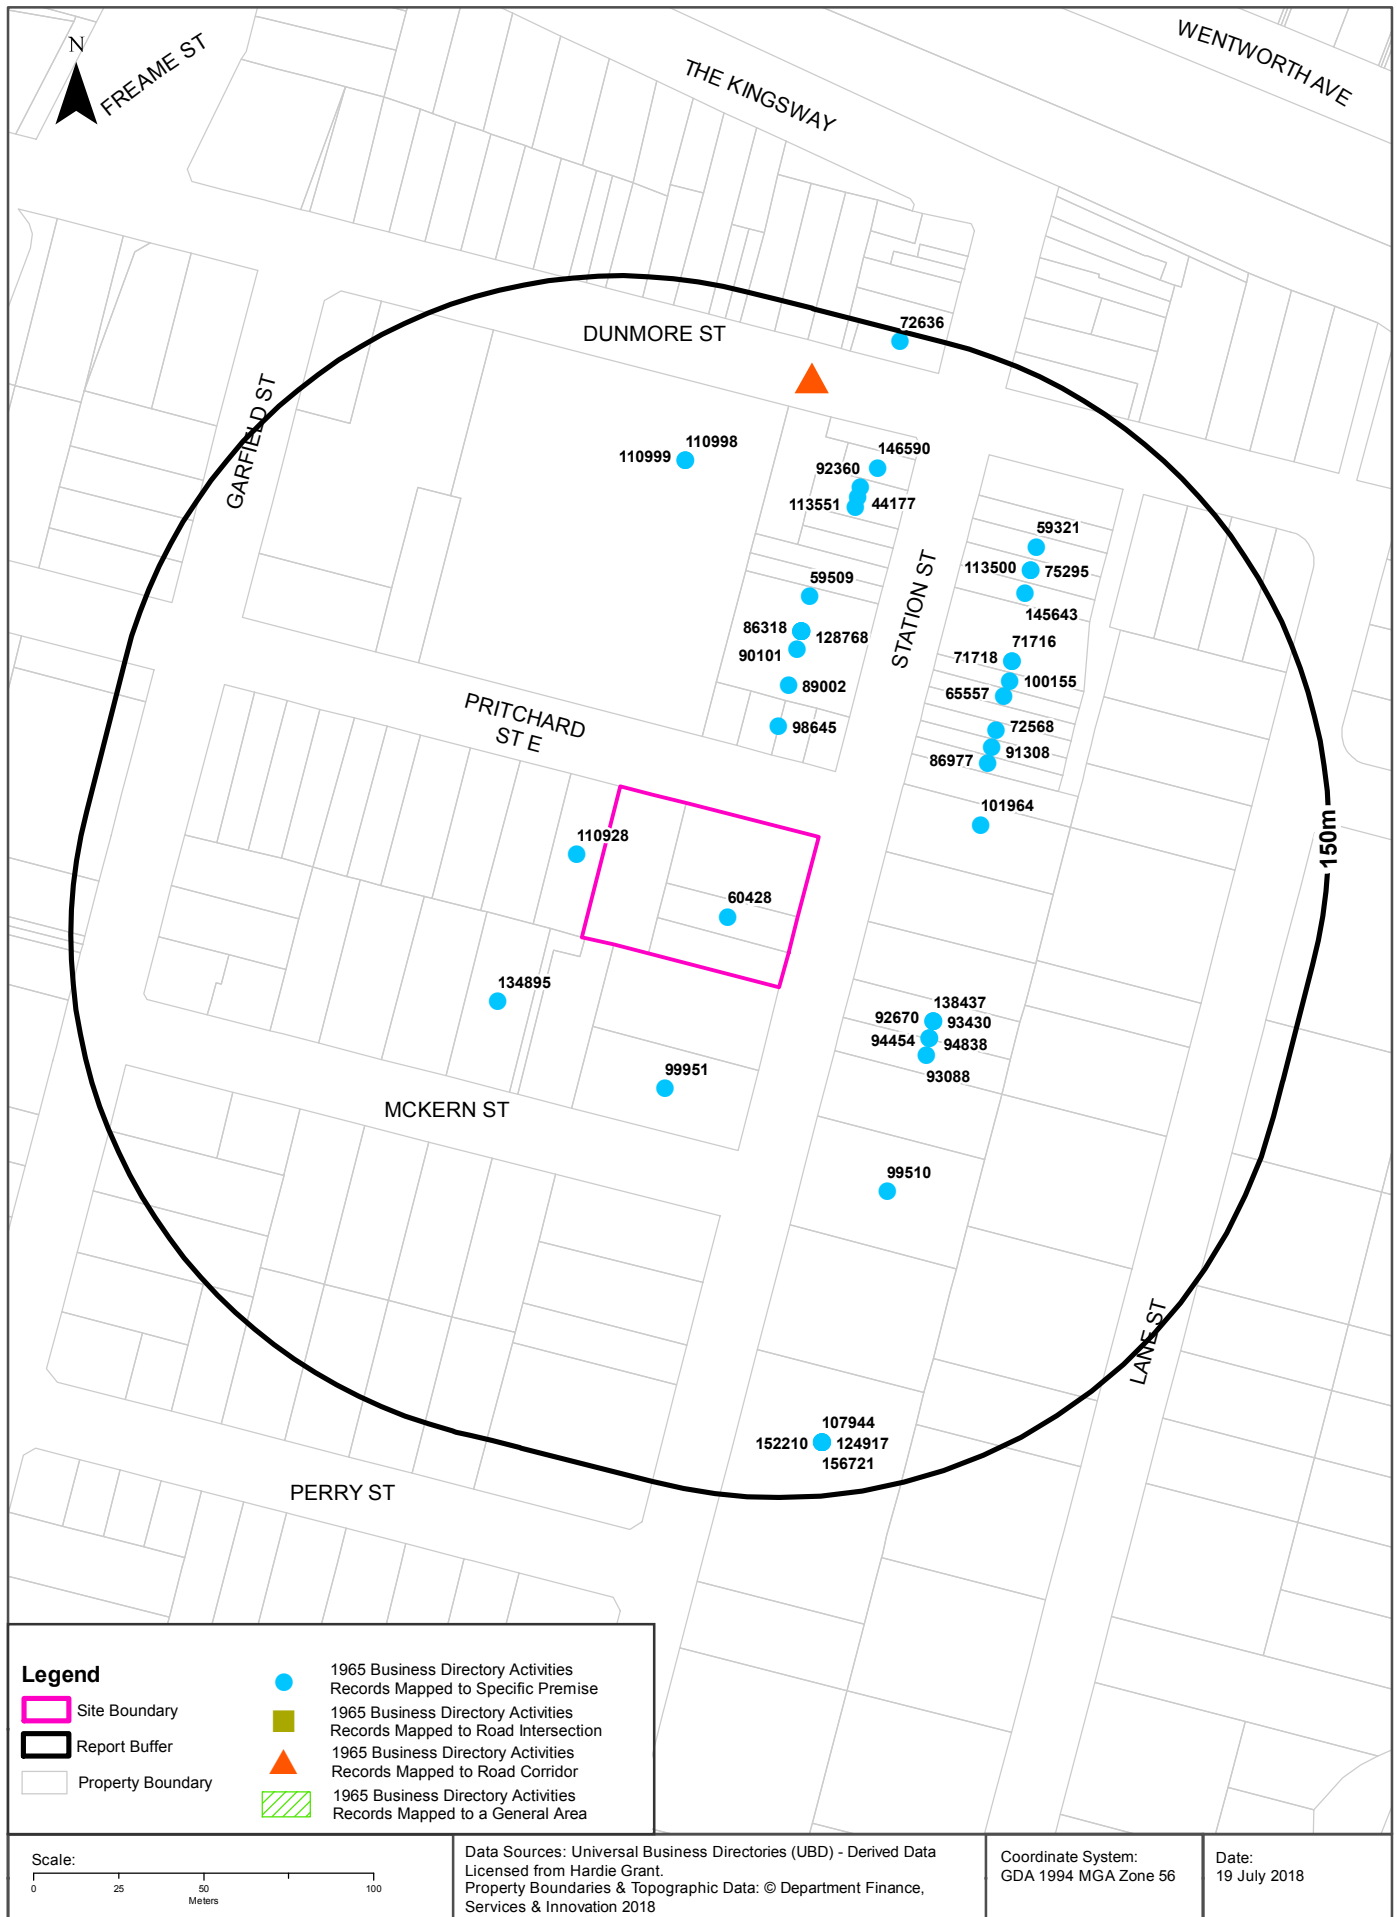 N
FREAME ST
THE KINGSWAY
WENTWORTH AVE
72636
DUNMORE ST
GARFIELD ST
110998
110999
146590
92360
113551
44177
59321
113500
75295
145643
59509
STATION ST
86318
128768
90101
71716
71718
100155
65557
89002
98645
72568
91308
86977
PRITCHARD
ST E
101964
150m
110928
60428
134895
138437
92670
93430
94454
94838
93088
99951
MCKERN ST
99510
LANE ST
107944
152210
124917
156721
PERRY ST
Legend
Site Boundary
Report Buffer
Property Boundary
1965 Business Directory Activities
Records Mapped to Specific Premise
1965 Business Directory Activities
Records Mapped to Road Intersection
1965 Business Directory Activities
Records Mapped to Road Corridor
1965 Business Directory Activities
Records Mapped to a General Area
Scale:
0 25 50 100
Meters
Data Sources: Universal Business Directories (UBD) - Derived Data
Licensed from Hardie Grant.
Property Boundaries & Topographic Data: © Department Finance,
Services & Innovation 2018
Coordinate System:
GDA 1994 MGA Zone 56
Date:
19 July 2018